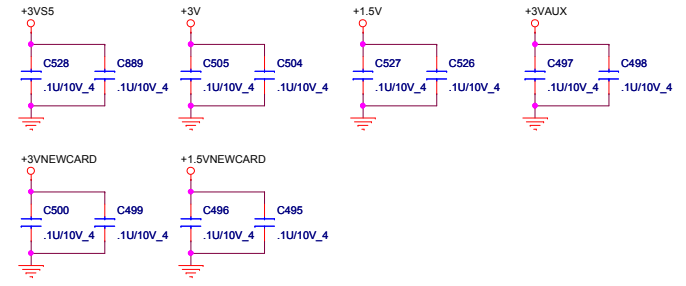 +3VS5 +3V +1.5V +3VAUX
C528 C889 C505 C504 C527 C526 C497 C498
.1U/10V_4 .1U/10V_4 .1U/10V_4 .1U/10V_4 .1U/10V_4 .1U/10V_4 .1U/10V_4 .1U/10V_4
+3VNEWCARD +1.5VNEWCARD
C500 C499 C496 C495
.1U/10V_4 .1U/10V_4 .1U/10V_4 .1U/10V_4